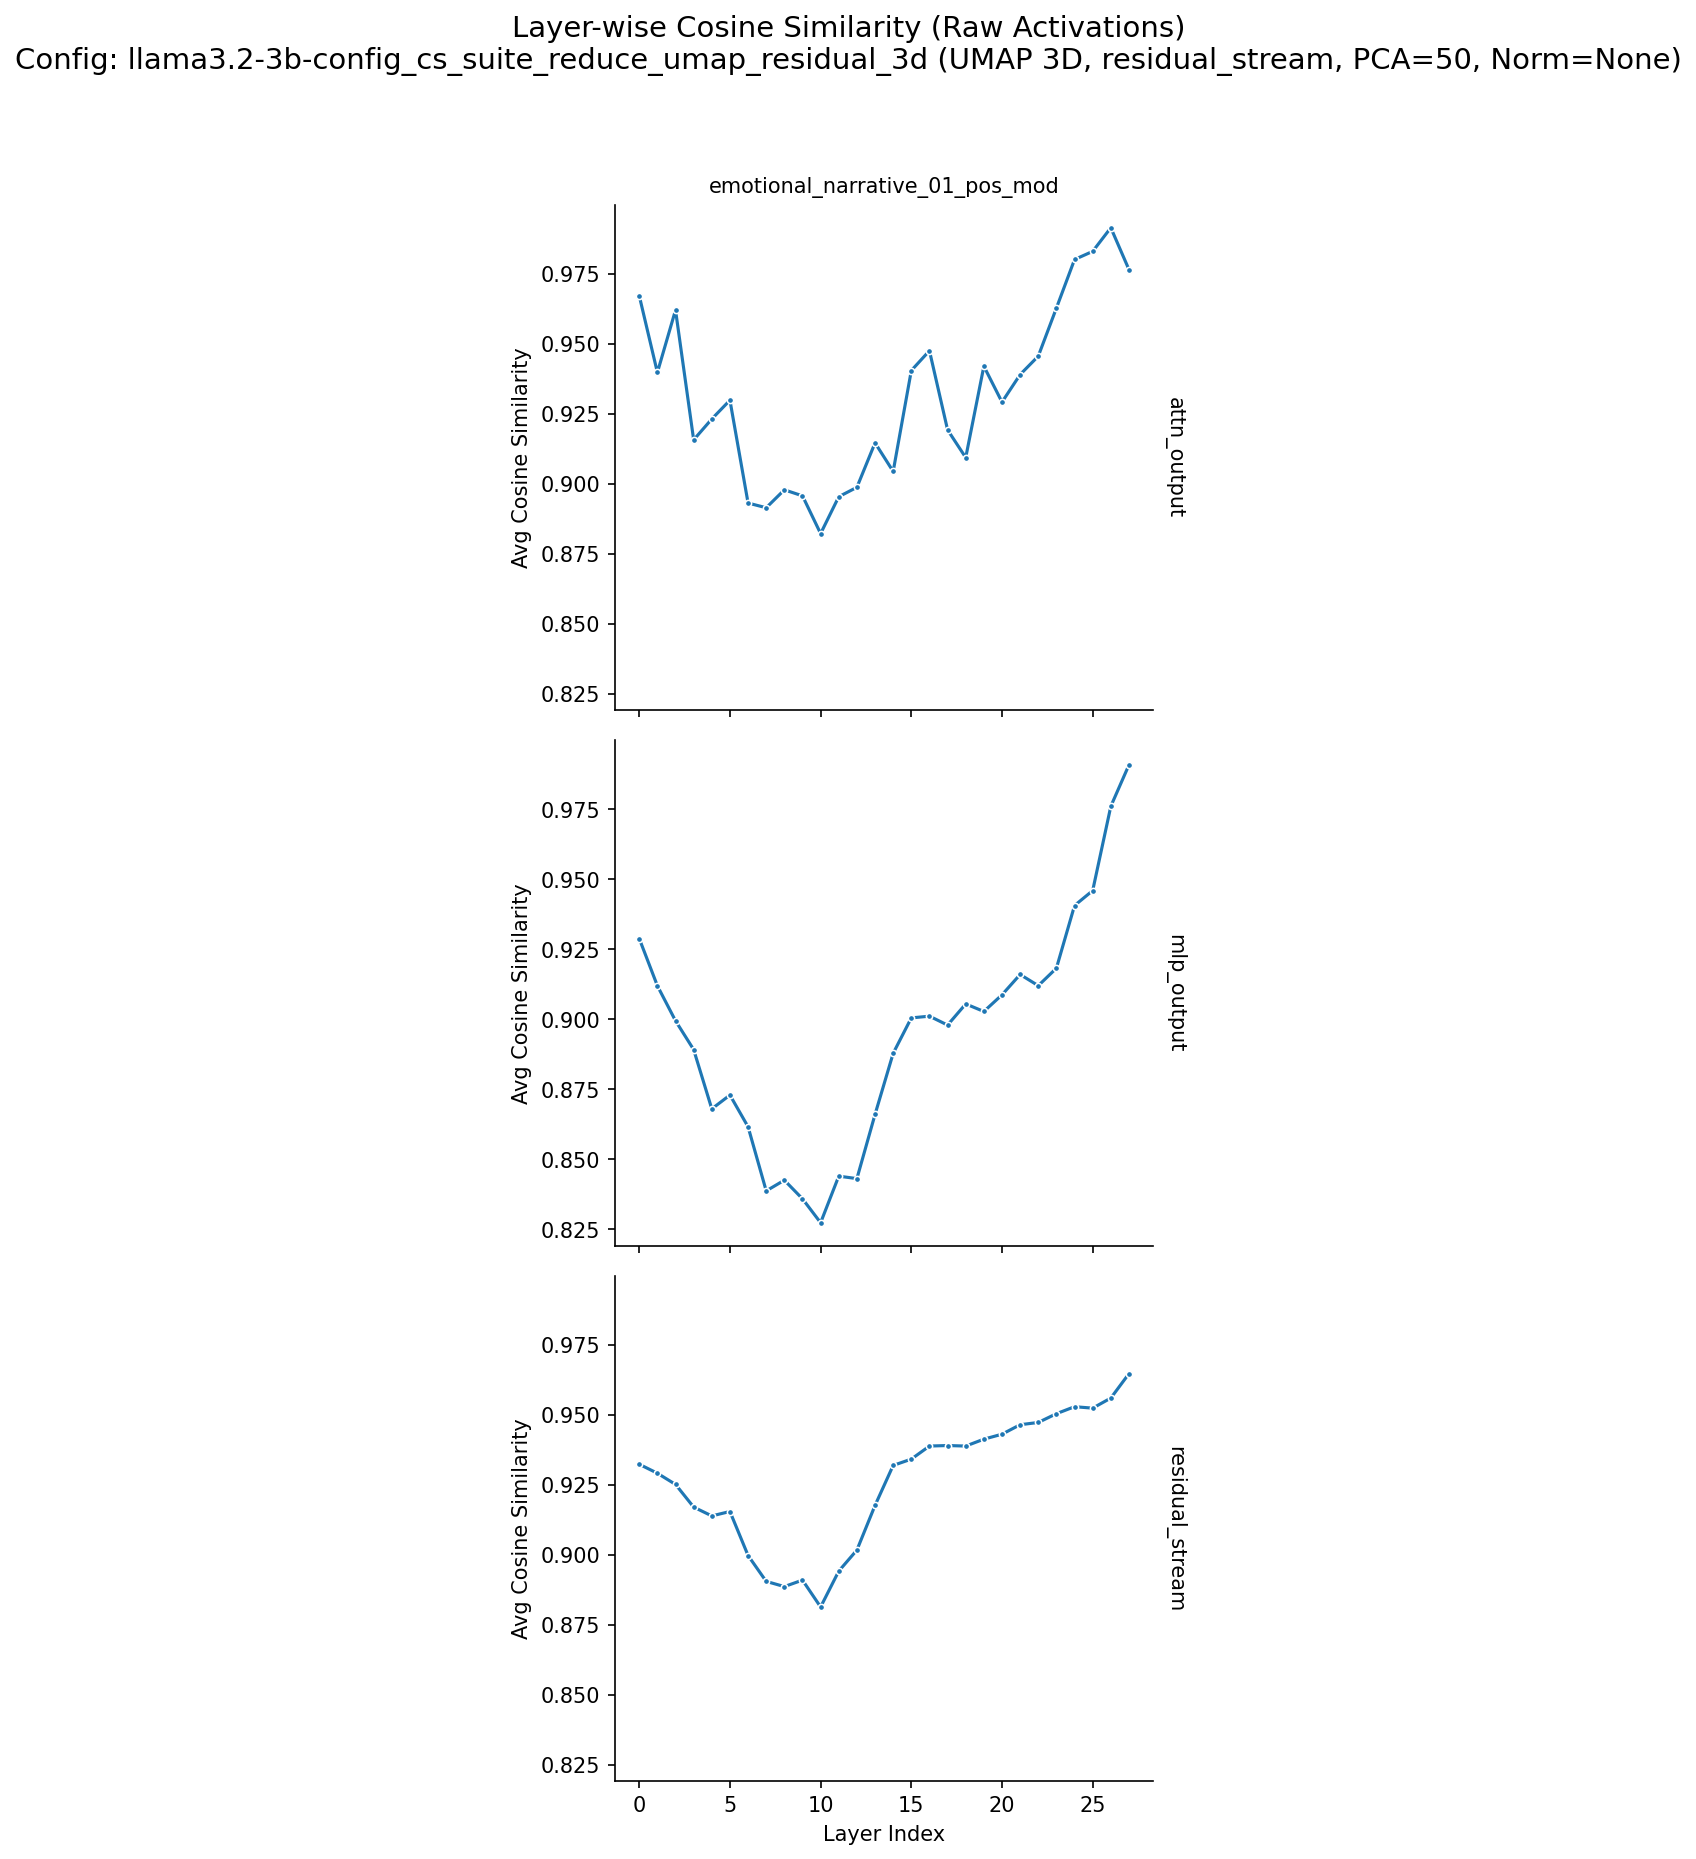 Layer-wise Cosine Similarity (Raw Activations)
Config: llama3.2-3b-config_cs_suite_reduce_umap_residual_3d (UMAP 3D, residual_stream, PCA=50, Norm=None)
emotional_narrative_01_pos_mod
0.975
0.950
0.925
0.900
0.875
0.850
0.825
Avg Cosine Similarity
attn_output
0.975
0.950
0.925
0.900
0.875
0.850
0.825
Avg Cosine Similarity
mlp_output
0.975
0.950
0.925
0.900
0.875
0.850
0.825
Avg Cosine Similarity
residual_stream
0 5 10 15 20 25
Layer Index